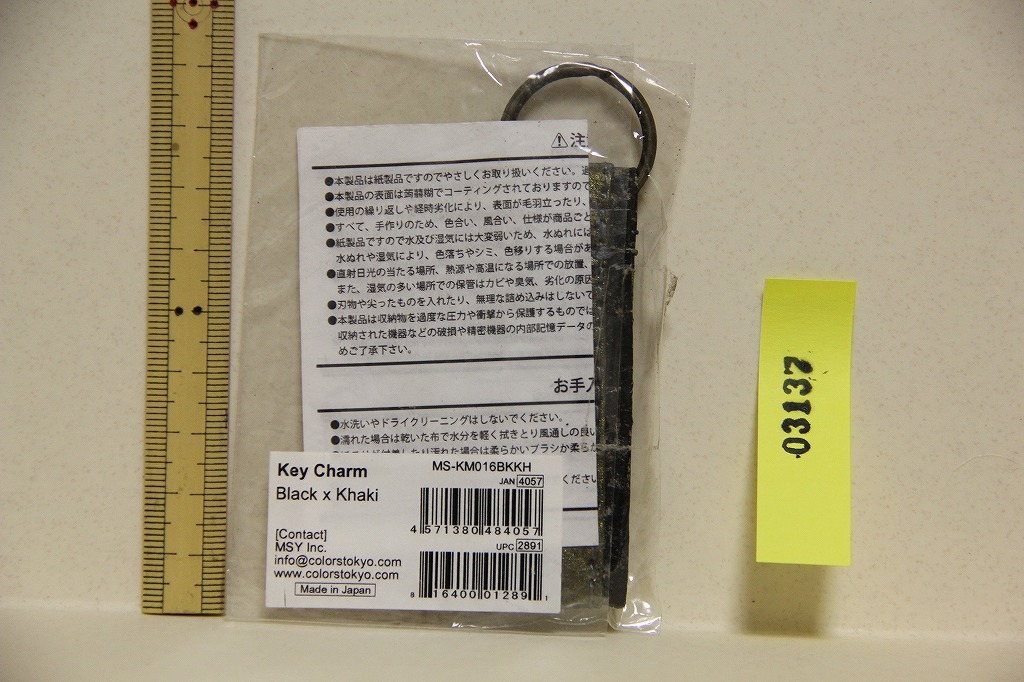 ⚠注
●本製品は紙製品ですのでやさしくお取り扱いください。
●本製品の表面は蒟蒻糊でコーティングされておりますので
●使用の繰り返しや経時劣化により、表面が毛羽立ったり、
●すべて、手作りのため、色合い、風合い、仕様が商品ごと
●紙製品ですので水及び湿気には大変弱いため、水ぬれには
水ぬれや湿気により、色落ちやシミ、色移りする場合があ
●直射日光の当たる場所、熱源や高温になる場所での放置、
また、湿気の多い場所での保管はカビや臭気、劣化の原因
●刃物や尖ったものを入れたり、無理な詰め込みはしないで
●本製品は収納物を過度な圧力や衝撃から保護するものでは
収納された機器などの破損や精密機器の内部記憶データの
めご了承下さい。
お手入
●水洗いやドライクリーニングはしないでください。
●濡れた場合は乾いた布で水分を軽く拭きとり風通しの良い
ください
Key Charm
Black x Khaki
MS-KM016BKKH
JAN 4057
4 571380 484057
[Contact]
MSY Inc.
info@colorstokyo.com
www.colorstokyo.com
Made in Japan
UPC 2891
8 16400 01289 1
03137